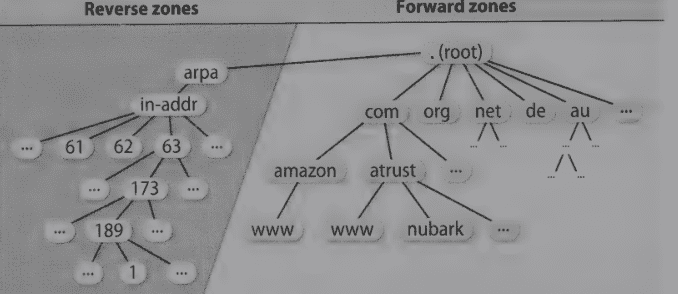 Reverse zones Forward zones
. (root)
arpa
in-addr com org net de au ...
... 61 62 63 ... ... ... ... ...
amazon atrust ... ... ...
... 173 ...
... 189 ... www www nubark ...
... 1 ...